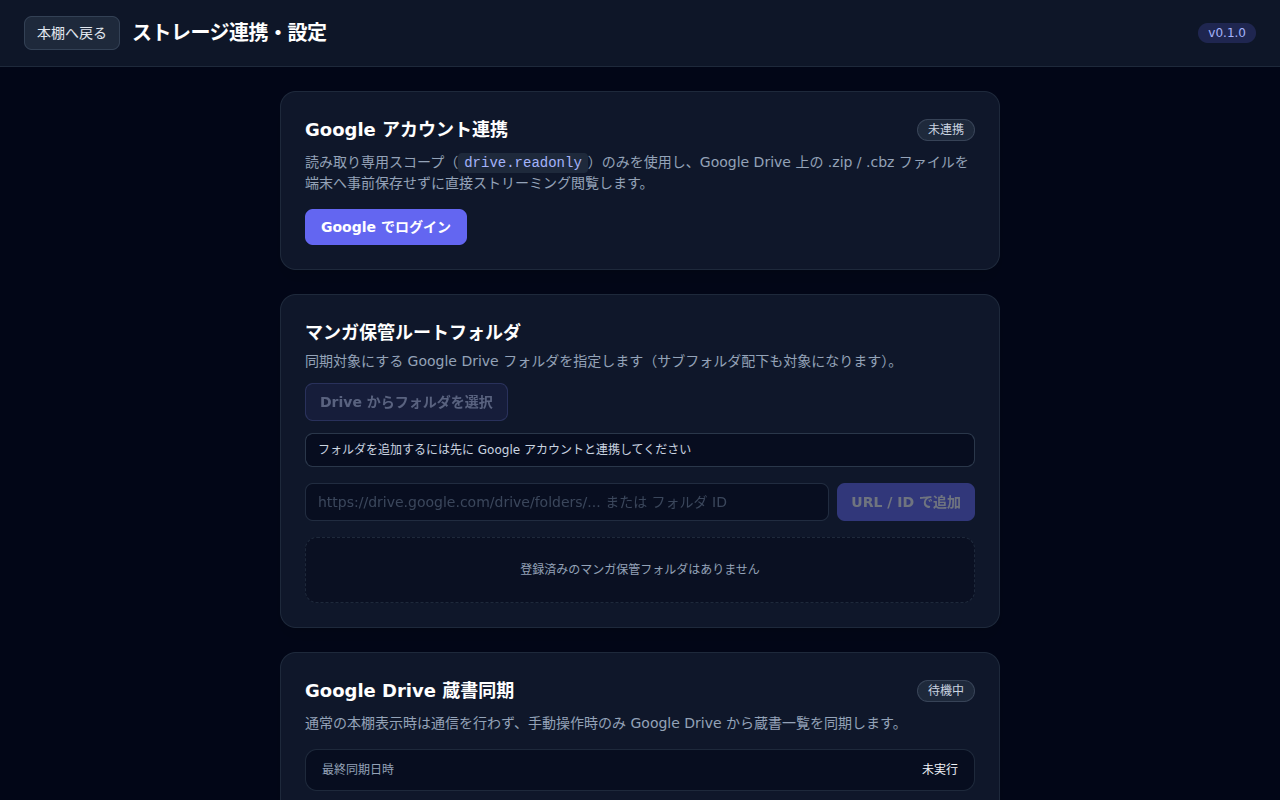 本棚へ戻る
ストレージ連携・設定
v0.1.0
Google アカウント連携
未連携
読み取り専用スコープ（drive.readonly）のみを使用し、Google Drive 上の .zip / .cbz ファイルを
端末へ事前保存せずに直接ストリーミング閲覧します。
Google でログイン
マンガ保管ルートフォルダ
同期対象にする Google Drive フォルダを指定します（サブフォルダ配下も対象になります）。
Drive からフォルダを選択
フォルダを追加するには先に Google アカウントと連携してください
https://drive.google.com/drive/folders/... または フォルダ ID
URL / ID で追加
登録済みのマンガ保管フォルダはありません
Google Drive 蔵書同期
待機中
通常の本棚表示時は通信を行わず、手動操作時のみ Google Drive から蔵書一覧を同期します。
最終同期日時
未実行